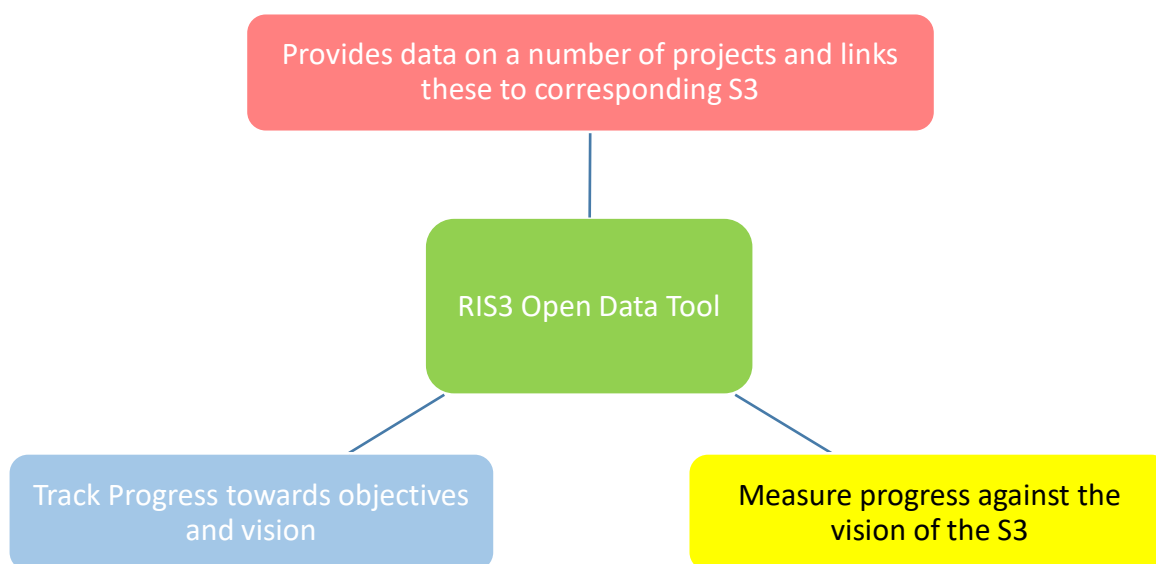 Provides data on a number of projects and links
these to corresponding S3
RIS3 Open Data Tool
Track Progress towards objectives
and vision
Measure progress against the
vision of the S3